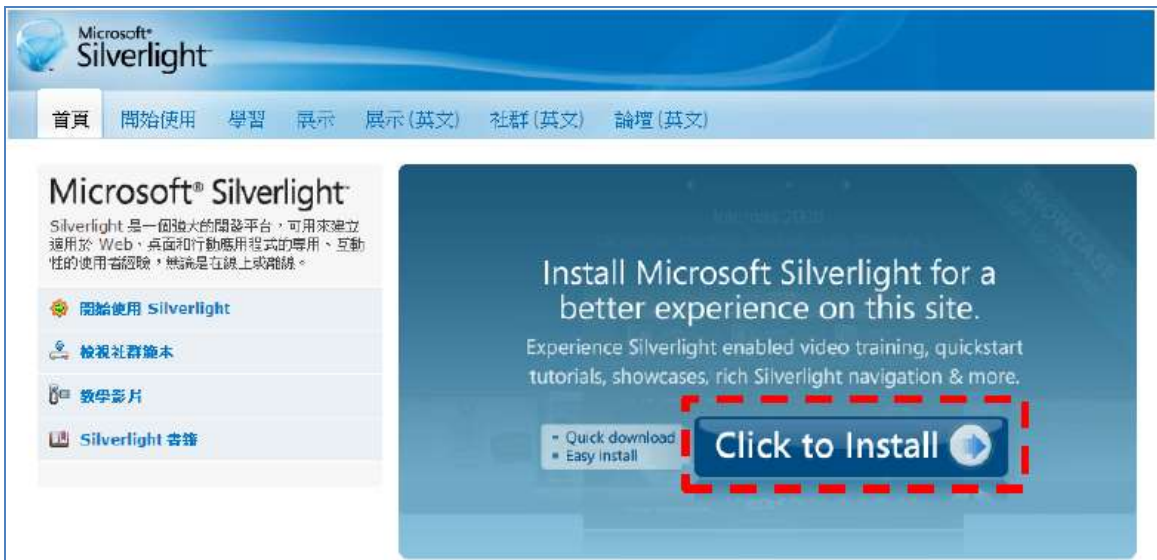 Microsoft®
Silverlight™
首頁 開始使用 學習 展示 展示(英文) 社群(英文) 論壇(英文)
Microsoft® Silverlight™
Silverlight 是一個強大的開發平台，可用來建立
適用於 Web、桌面和行動應用程式的專用、互動
性的使用者經驗，無論是在線上或離線。
開始使用 Silverlight
檢視社群範本
教學影片
Silverlight 書籍
SHOWCASE
Install Microsoft Silverlight for a
better experience on this site.
Experience Silverlight enabled video training, quickstart
tutorials, showcases, rich Silverlight navigation & more.
▪ Quick download
▪ Easy install
Click to Install